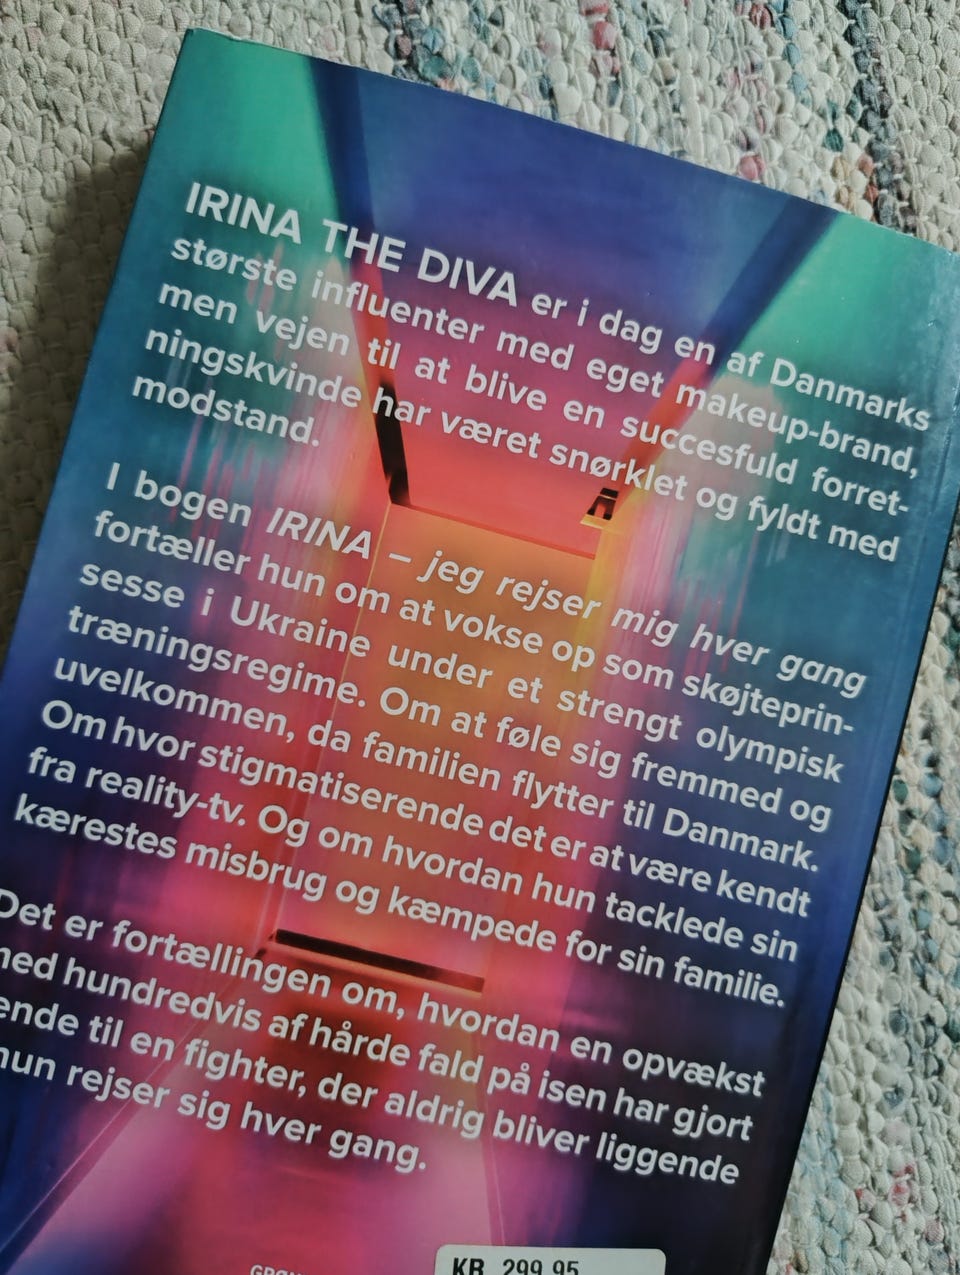 IRINA THE DIVA er i dag en af Danmarks
største influenter med eget makeup-brand,
men vejen til at blive en succesfuld forret-
ningskvinde har været snørklet og fyldt med
modstand.
I bogen IRINA – jeg rejser mig hver gang
fortæller hun om at vokse op som skøjteprin-
sesse i Ukraine under et strengt olympisk
træningsregime. Om at føle sig fremmed og
uvelkommen, da familien flytter til Danmark.
Om hvor stigmatiserende det er at være kendt
fra reality-tv. Og om hvordan hun tacklede sin
kærestes misbrug og kæmpede for sin familie.
Det er fortællingen om, hvordan en opvækst
med hundredvis af hårde fald på isen har gjort
til en fighter, der aldrig bliver liggende
hun rejser sig hver gang.
KR. 299,95